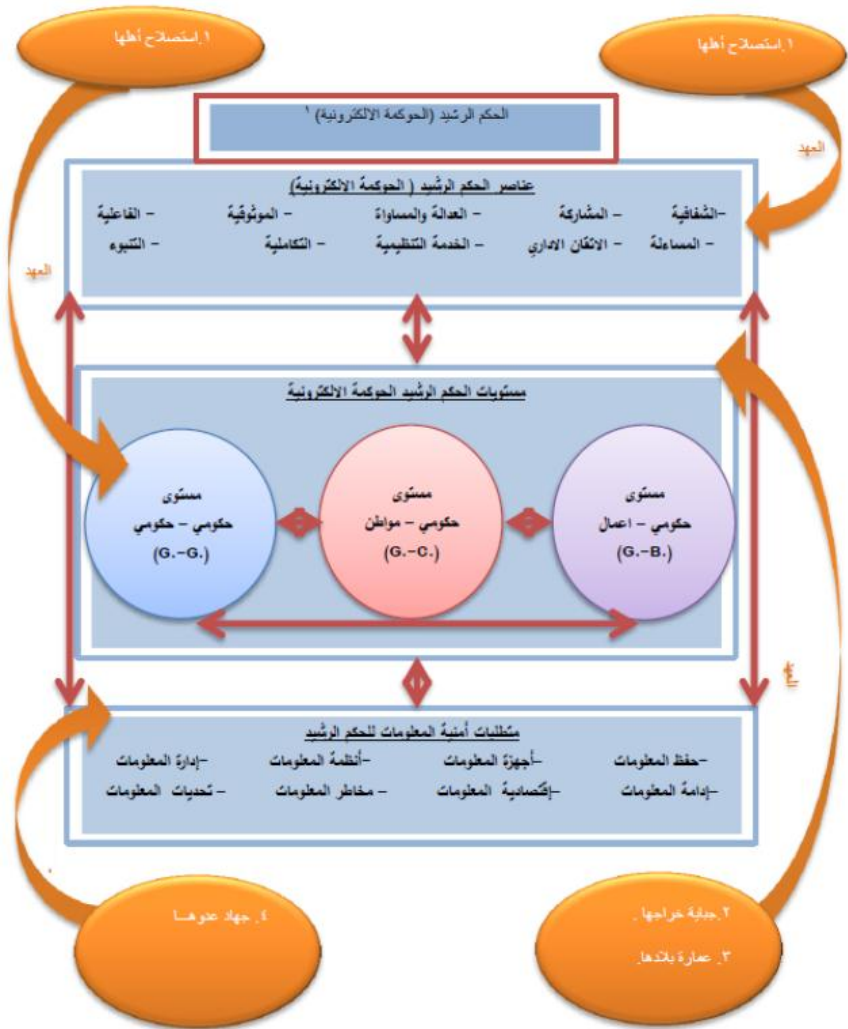 ١.استصلاح أهلها
١.استصلاح أهلها
الحكم الرشيد (الحوكمة الالكترونية) ١
العهد
عناصر الحكم الرشيد ( الحوكمة الالكترونية)
–الشفافية – المشاركة – العدالة والمساواة – الموثوقية – الفاعلية
– المساءلة – الاتقان الاداري – الخدمة التنظيمية – التكاملية – التنبوء
العهد
مستويات الحكم الرشيد الحوكمة الالكترونية
مستوى
حكومي – اعمال
(G.–B.)
مستوى
حكومي – مواطن
(G.–C.)
مستوى
حكومي – حكومي
(G.–G.)
العهد
متطلبات أمنية المعلومات للحكم الرشيد
–حفظ المعلومات –أجهزة المعلومات –أنظمة المعلومات –إدارة المعلومات
–إدامة المعلومات –إقتصادية المعلومات – مخاطر المعلومات – تحديات المعلومات
٢.جباية خراجها .
٣. عمارة بلادها.
٤. جهاد عدوهــا